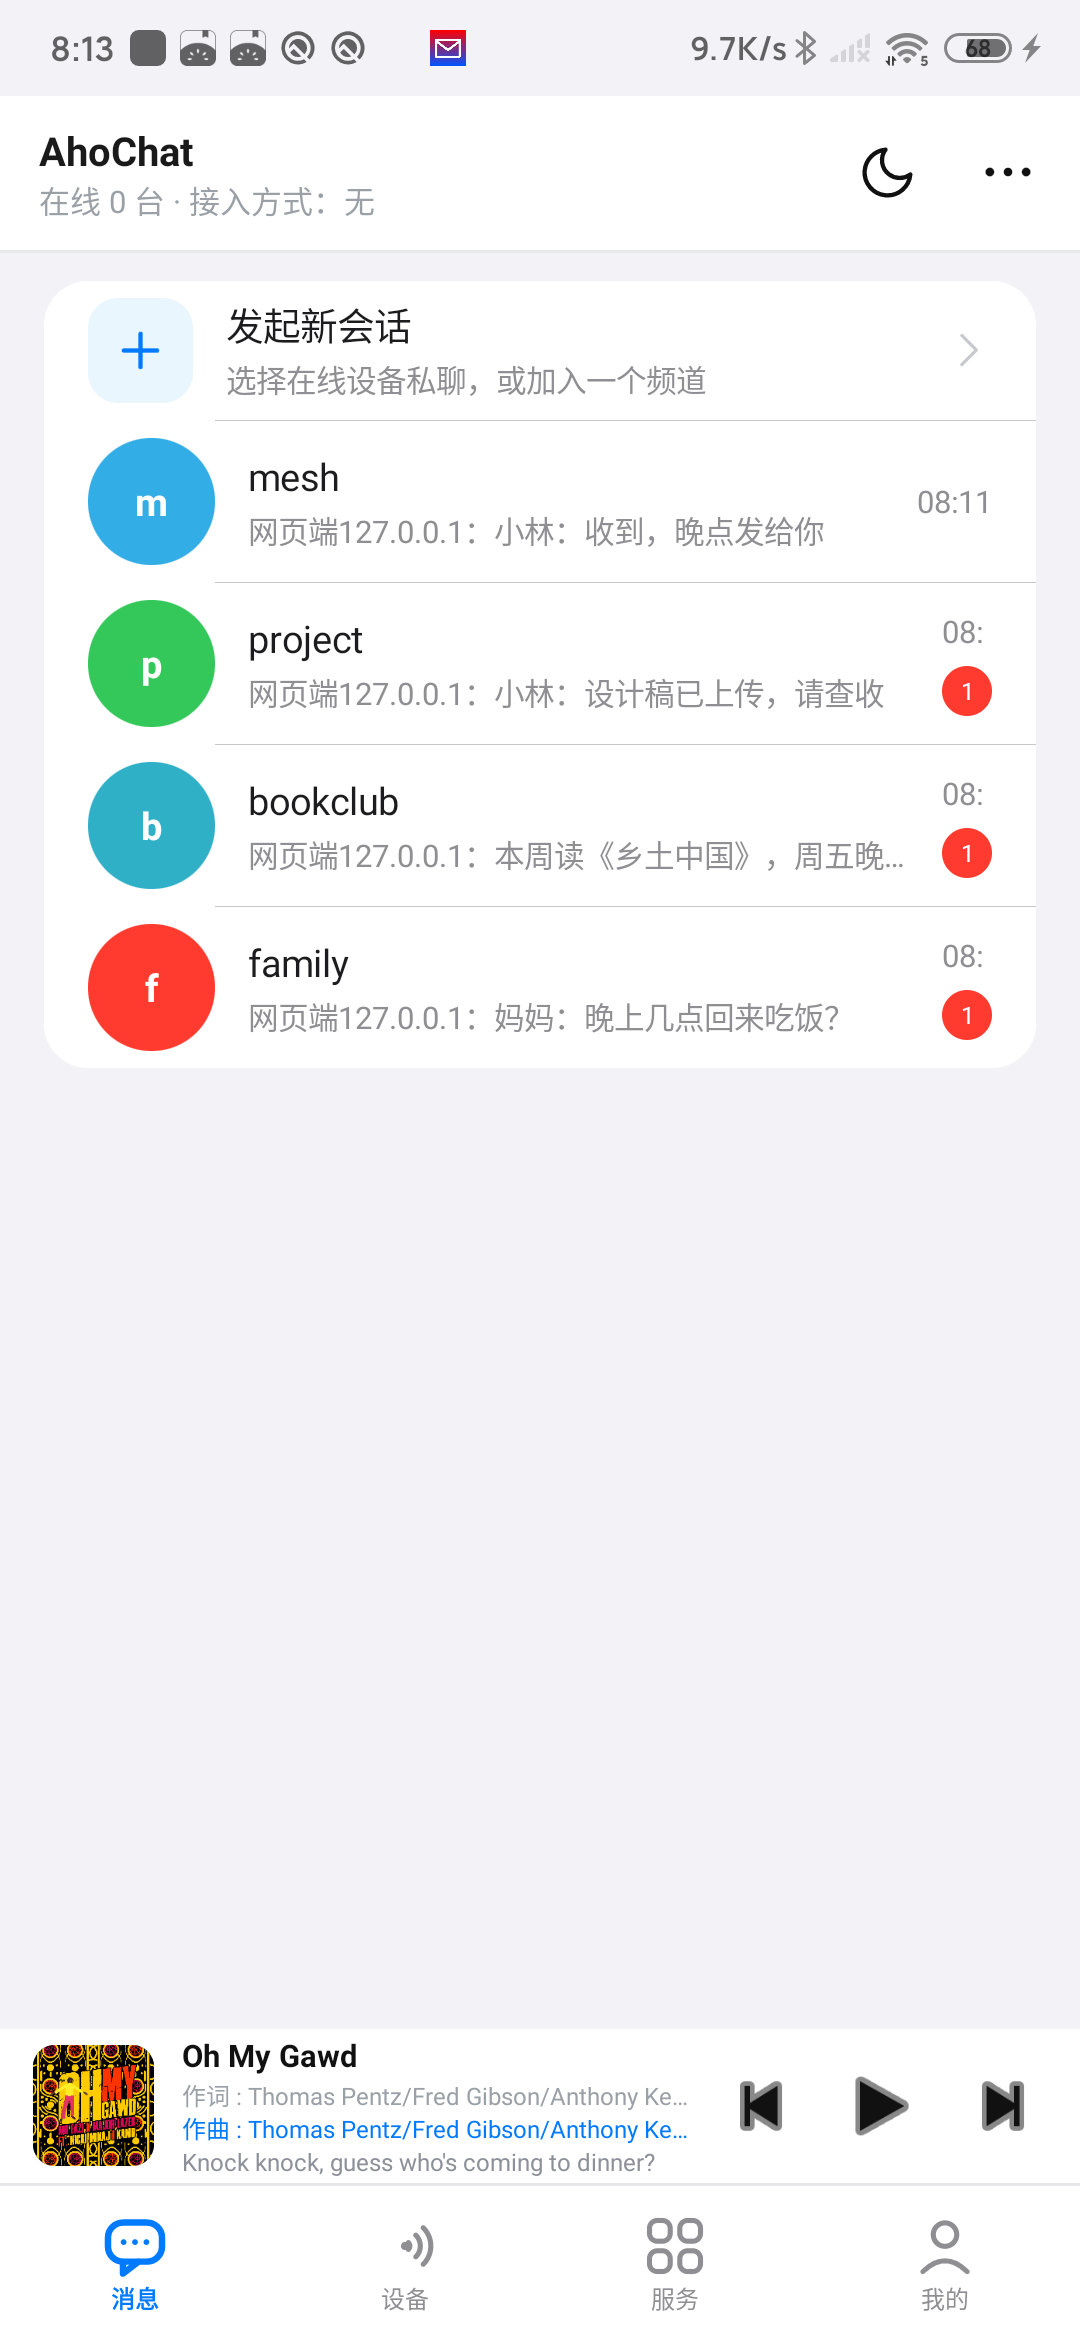 8:13
9.7K/s
5
68
AhoChat
在线 0 台 · 接入方式：无
发起新会话
选择在线设备私聊，或加入一个频道
m
mesh
08:11
网页端127.0.0.1：小林：收到，晚点发给你
p
project
08:
网页端127.0.0.1：小林：设计稿已上传，请查收
1
b
bookclub
08:
网页端127.0.0.1：本周读《乡土中国》，周五晚...
1
f
family
08:
网页端127.0.0.1：妈妈：晚上几点回来吃饭？
1
OH MY
GAWD
Oh My Gawd
作词 : Thomas Pentz/Fred Gibson/Anthony Ke...
作曲 : Thomas Pentz/Fred Gibson/Anthony Ke...
Knock knock, guess who's coming to dinner?
消息
设备
服务
我的